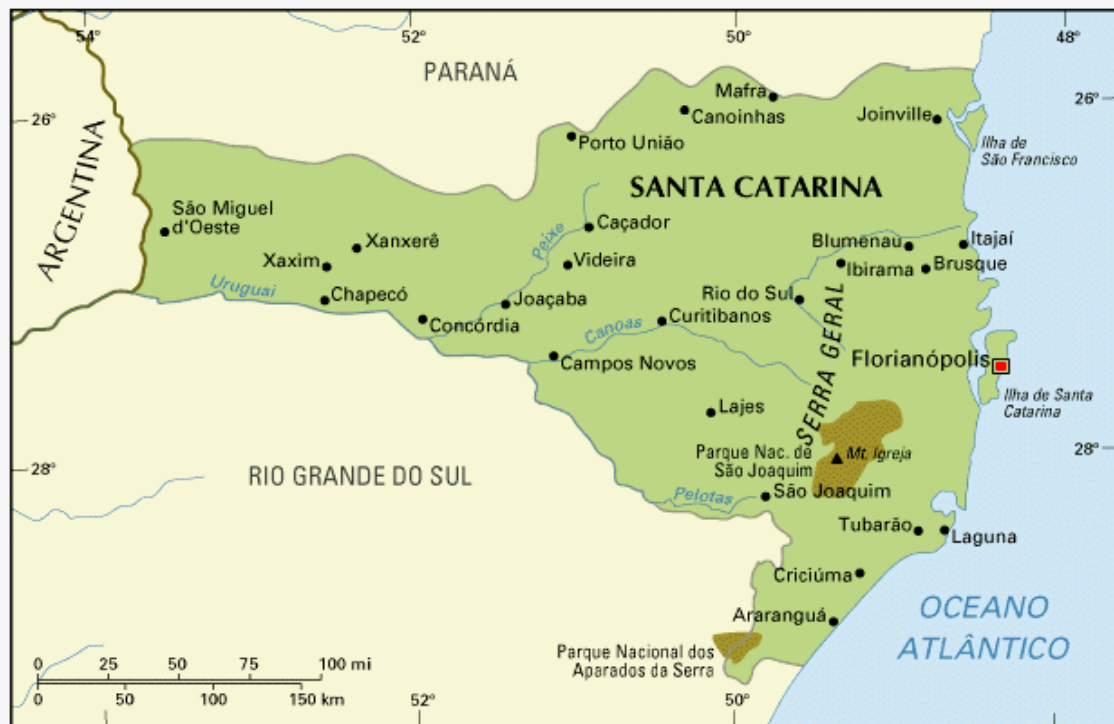 54°
52°
50°
48°
PARANÁ
Mafra
Canoinhas
Joinville
26°
26°
Porto União
Ilha de
São Francisco
ARGENTINA
SANTA CATARINA
São Miguel
d'Oeste
Xanxerê
Peixe
Caçador
Blumenau
Itajaí
Xaxim
Videira
Ibirama
Brusque
Uruguai
Chapecó
Joaçaba
Rio do Sul
Concórdia
Canoas
Curitibanos
SERRA GERAL
Campos Novos
Florianópolis
Ilha de Santa
Catarina
Lajes
28°
28°
RIO GRANDE DO SUL
Parque Nac. de
São Joaquim
Mt. Igreja
Pelotas
São Joaquim
Tubarão
Laguna
Criciúma
Araranguá
OCEANO
ATLÂNTICO
Parque Nacional dos
Aparados da Serra
0 25 50 75 100 mi
0 50 100 150 km
52°
50°